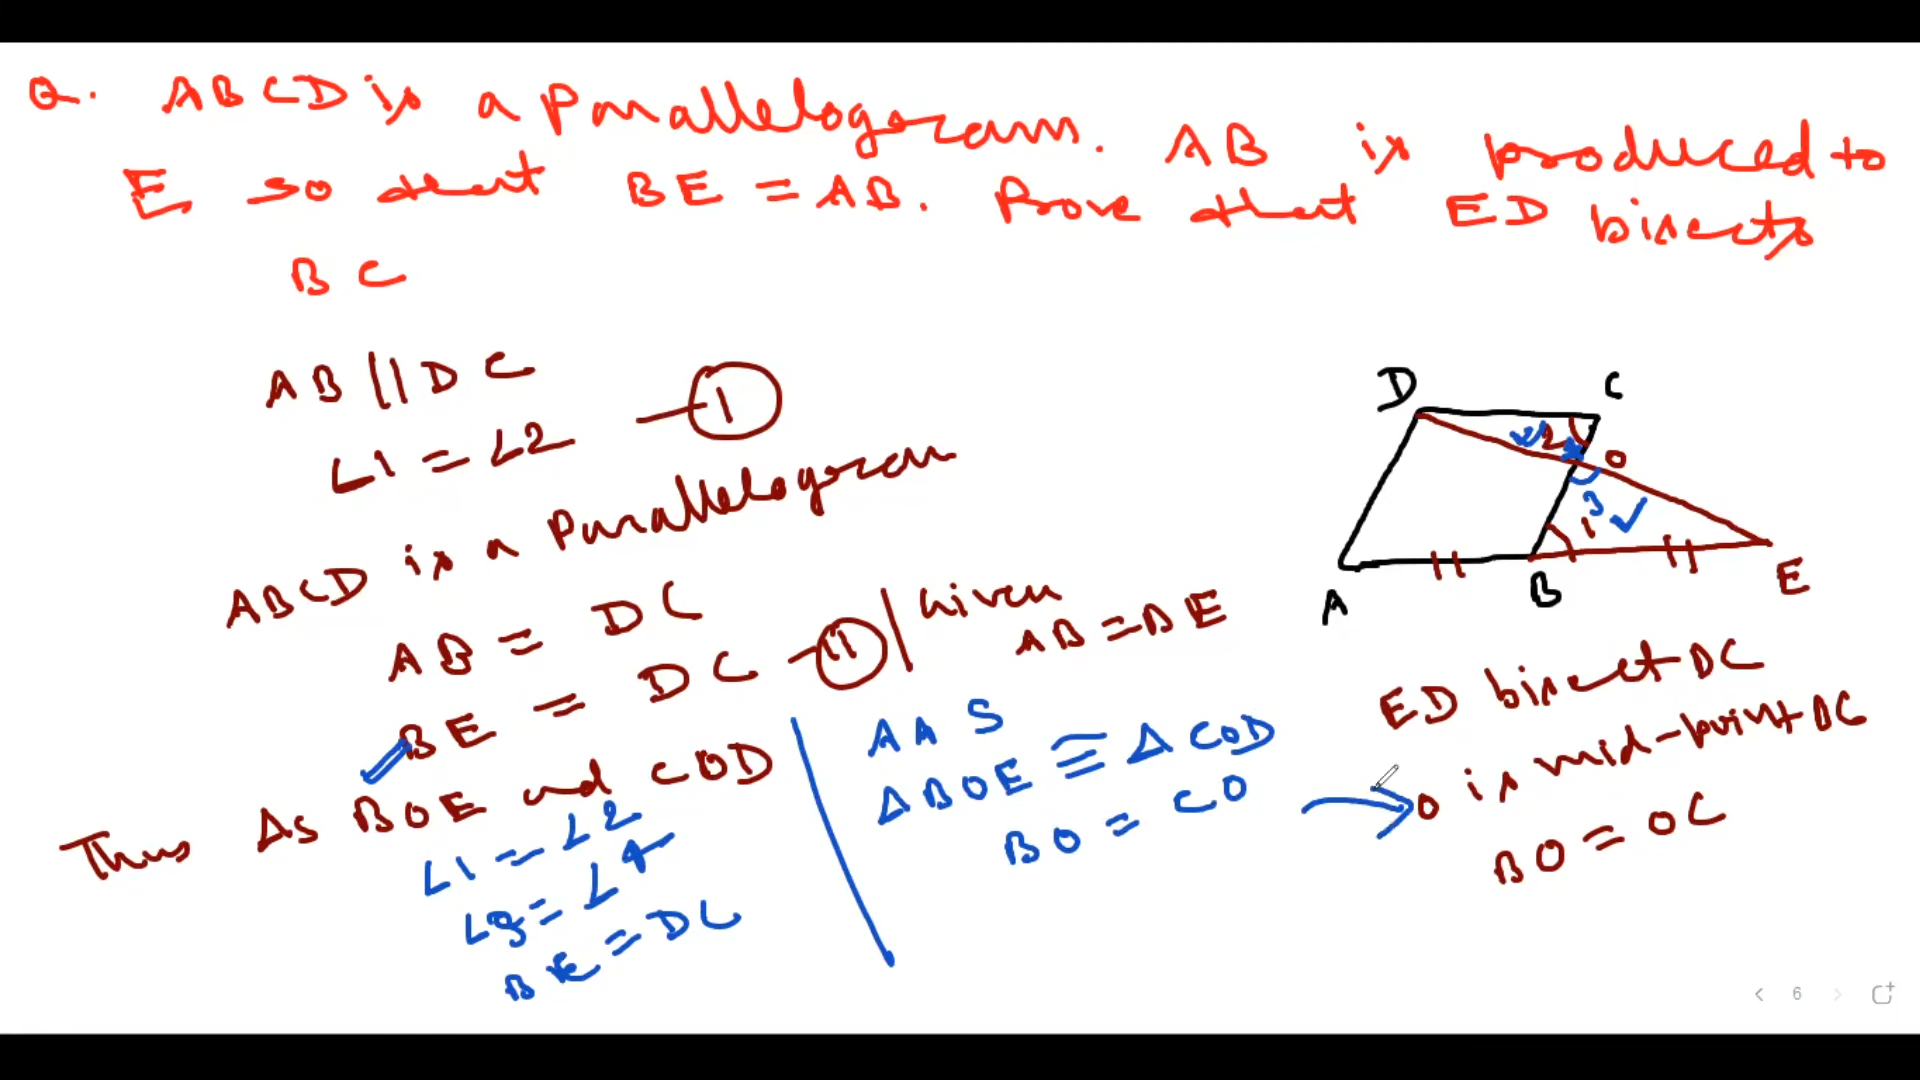 Q. ABCD is a parallelogram. AB is produced to
E so that BE = AB. Prove that ED bisects
BC
AB || DC
∠1 = ∠2 — (1)
ABCD is a Parallelogram
AB = DC
BE = DC — (11)
Given
AB = BE
Thus Δs BOE and COD
∠1 = ∠2
∠3 = ∠4
BE = DC
AAS
ΔBOE ≅ ΔCOD
BO = CO
D C
2 O
3
1
A B E
ED bisect DC
O is mid-point DC
BO = OC
6